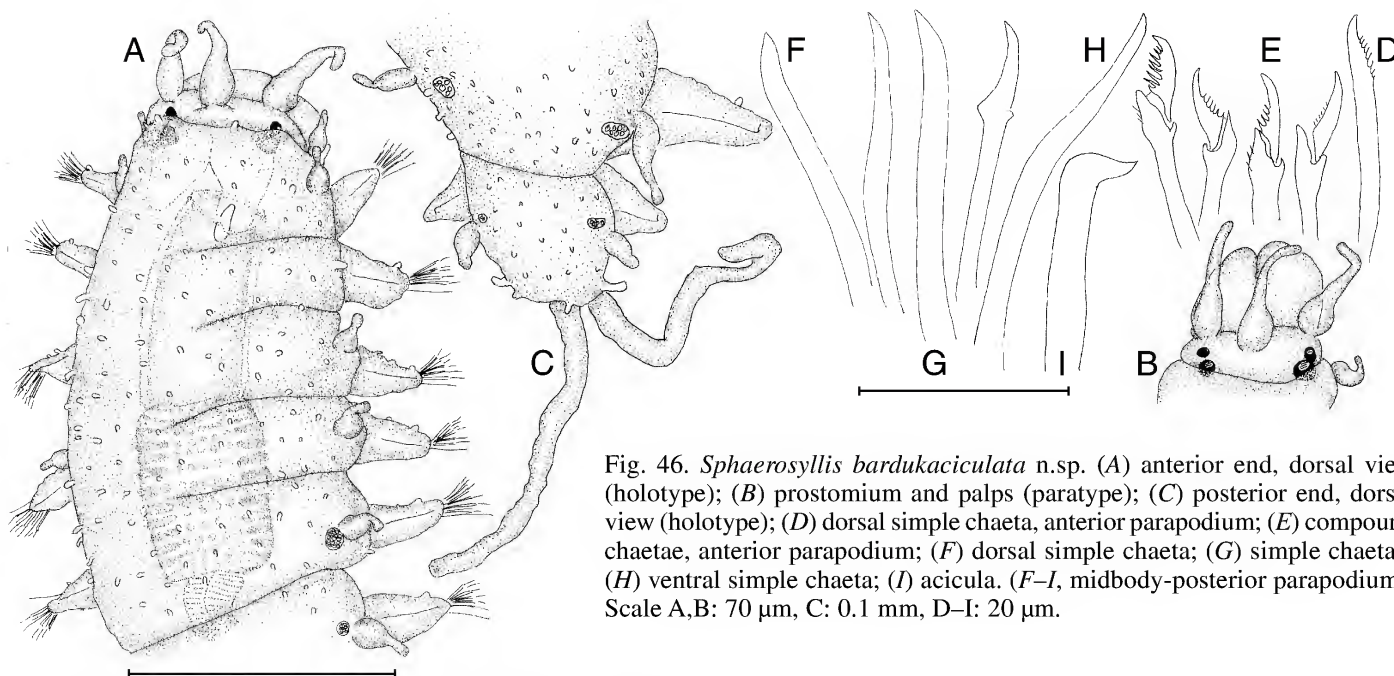 A
F
H
E
D
C
G
I
B
Fig. 46. Sphaerosyllis bardukaciculata n.sp. (A) anterior end, dorsal vie
(holotype); (B) prostomium and palps (paratype); (C) posterior end, dors
view (holotype); (D) dorsal simple chaeta, anterior parapodium; (E) compoun
chaetae, anterior parapodium; (F) dorsal simple chaeta; (G) simple chaeta
(H) ventral simple chaeta; (I) acicula. (F–I, midbody-posterior parapodium
Scale A,B: 70 µm, C: 0.1 mm, D–I: 20 µm.